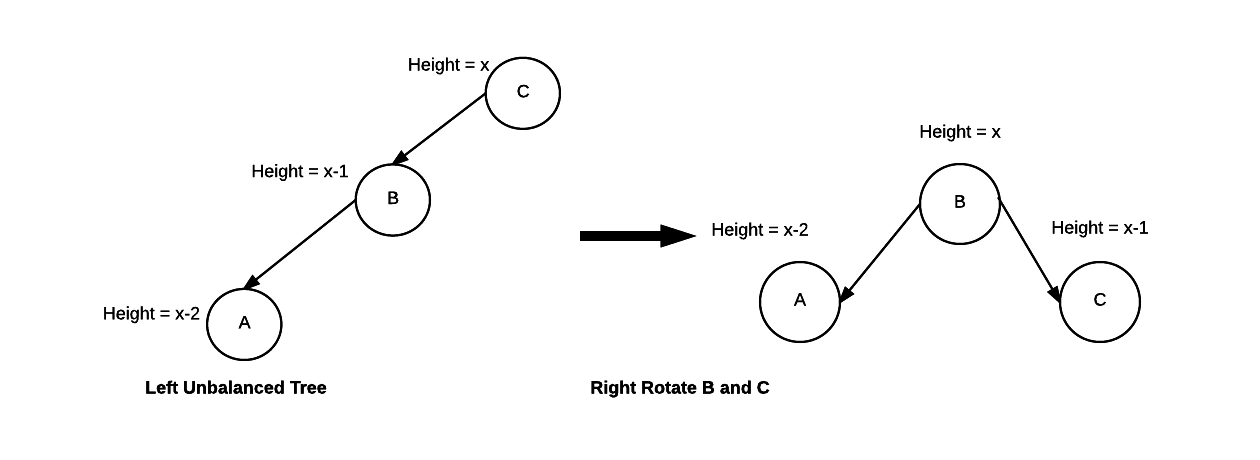 Height = x
C
Height = x-1
B
Height = x-2
A
Left Unbalanced Tree
Height = x
B
Height = x-2
A
Height = x-1
C
Right Rotate B and C